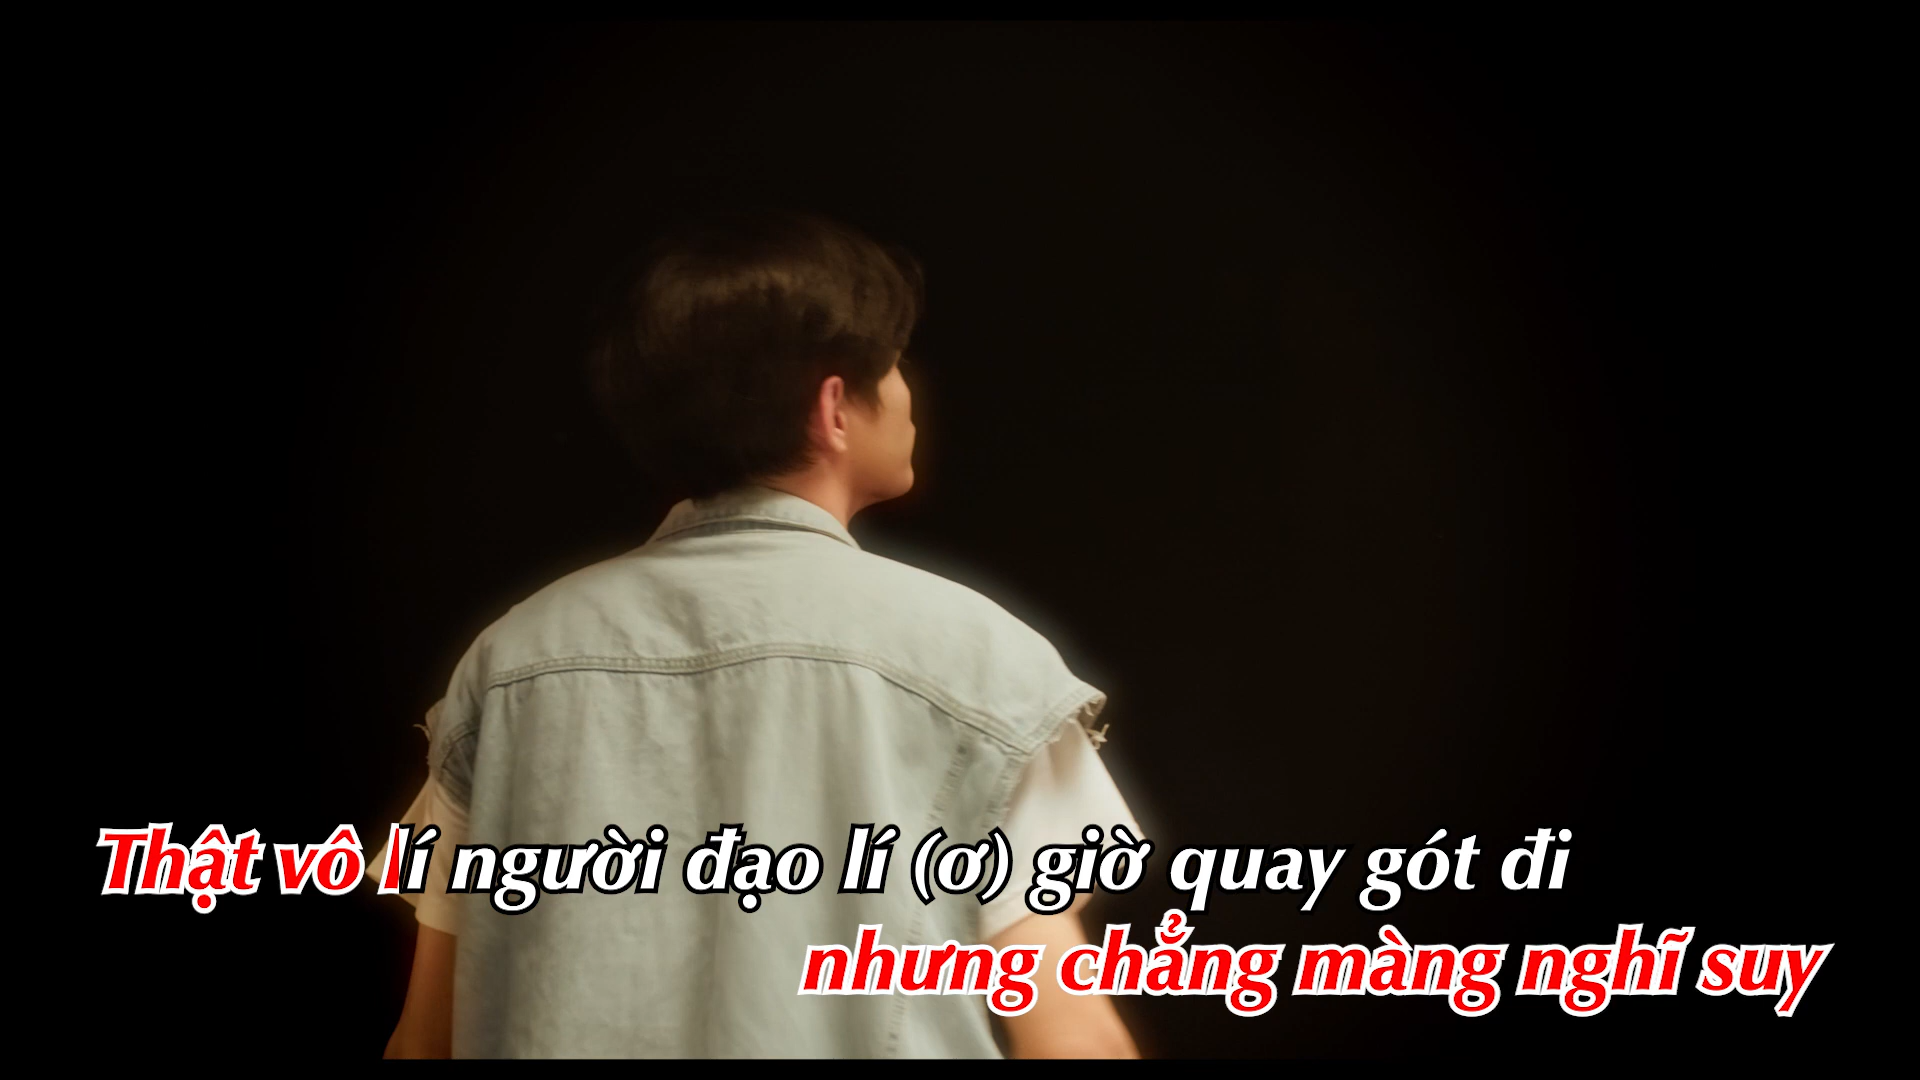 Thật vô lí người đạo lí (ơ) giờ quay gót đi
nhưng chẳng màng nghĩ suy